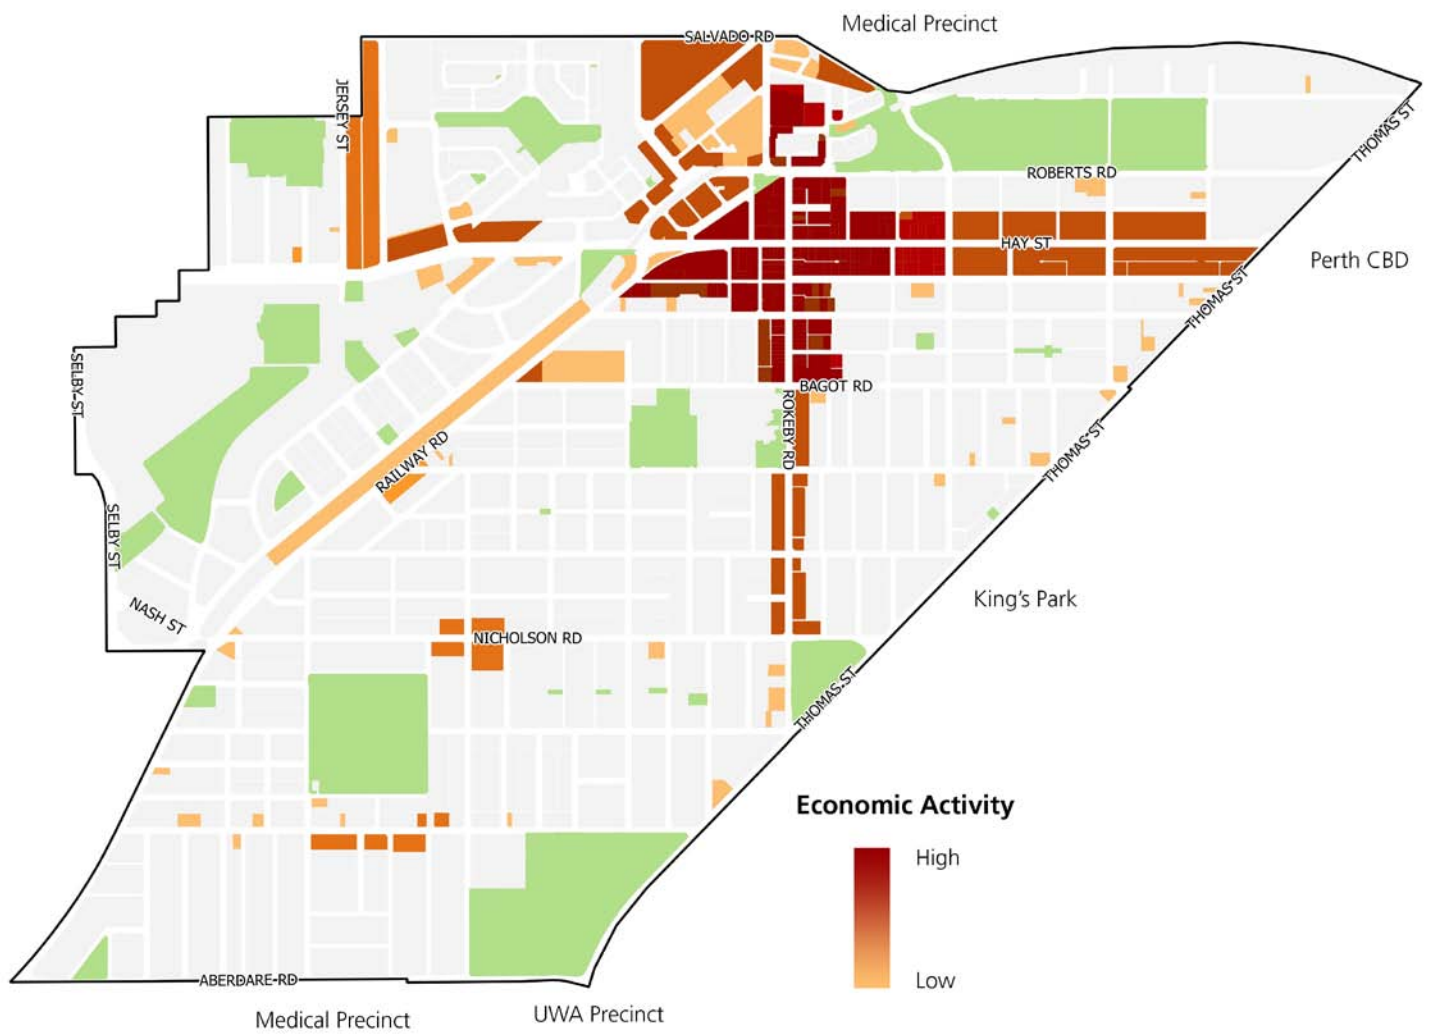 Medical Precinct
SALVADO RD
JERSEY ST
THOMAS ST
ROBERTS RD
HAY ST
Perth CBD
THOMAS ST
SELBY ST
BAGOT RD
ROKEBY RD
THOMAS ST
RAILWAY RD
SELBY ST
King's Park
NASH ST
NICHOLSON RD
THOMAS ST
Economic Activity
High
Low
ABERDARE RD
Medical Precinct
UWA Precinct